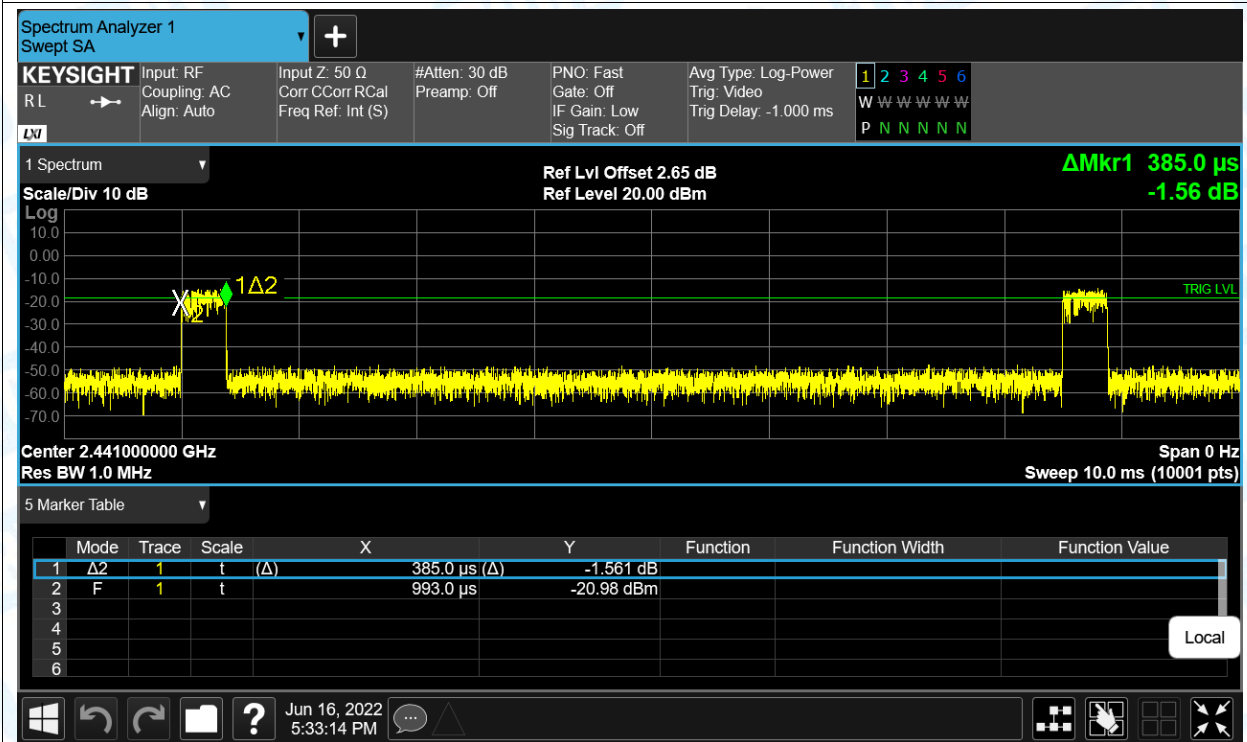 Spectrum Analyzer 1
Swept SA
KEYSIGHT
R L
LXI
Input: RF
Coupling: AC
Align: Auto
Input Z: 50 Ω
Corr CCorr RCal
Freq Ref: Int (S)
#Atten: 30 dB
Preamp: Off
PNO: Fast
Gate: Off
IF Gain: Low
Sig Track: Off
Avg Type: Log-Power
Trig: Video
Trig Delay: -1.000 ms
1 2 3 4 5 6
W W W W W W
P N N N N N
1 Spectrum
Scale/Div 10 dB
Ref Lvl Offset 2.65 dB
Ref Level 20.00 dBm
ΔMkr1 385.0 µs
-1.56 dB
Log
10.0
0.00
-10.0
-20.0
-30.0
-40.0
-50.0
-60.0
-70.0
1Δ2
X2
TRIG LVL
Center 2.441000000 GHz
Res BW 1.0 MHz
Span 0 Hz
Sweep 10.0 ms (10001 pts)
5 Marker Table
Mode Trace Scale X Y Function Function Width Function Value
1 Δ2 1 t (Δ) 385.0 µs (Δ) -1.561 dB
2 F 1 t 993.0 µs -20.98 dBm
3
4
5
6
Local
?
Jun 16, 2022
5:33:14 PM